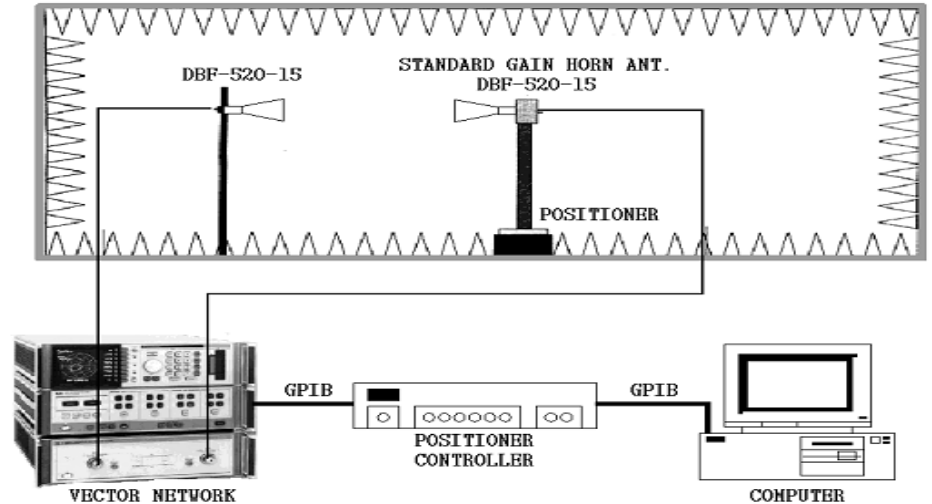 DBF-520-15
STANDARD GAIN HORN ANT.
DBF-520-15
POSITIONER
GPIB
GPIB
POSITIONER
CONTROLLER
VECTOR NETWORK
COMPUTER